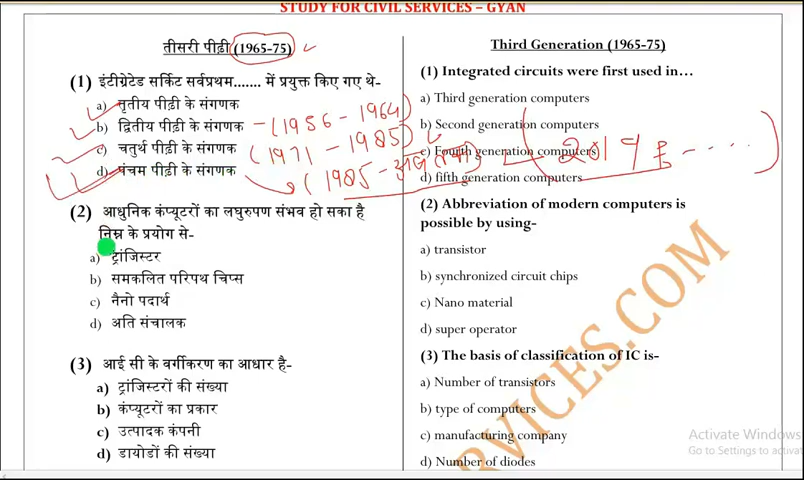 STUDY FOR CIVIL SERVICES – GYAN
तीसरी पीढ़ी (1965-75)
(1) इंटीग्रेटेड सर्किट सर्वप्रथम....... में प्रयुक्त किए गए थे-
a) तृतीय पीढ़ी के संगणक
b) द्वितीय पीढ़ी के संगणक - (1956 - 1964)
c) चतुर्थ पीढ़ी के संगणक (1971 - 1985)
d) पंचम पीढ़ी के संगणक (1985 - अब तक) - (2019 ई - ....)
(2) आधुनिक कंप्यूटरों का लघुरुपण संभव हो सका है
निम्न के प्रयोग से-
a) ट्रांजिस्टर
b) समकलित परिपथ चिप्स
c) नैनो पदार्थ
d) अति संचालक
(3) आई सी के वर्गीकरण का आधार है-
a) ट्रांजिस्टरों की संख्या
b) कंप्यूटरों का प्रकार
c) उत्पादक कंपनी
d) डायोडों की संख्या
Third Generation (1965-75)
(1) Integrated circuits were first used in…
a) Third generation computers
b) Second generation computers
c) Fourth generation computers
d) fifth generation computers
(2) Abbreviation of modern computers is
possible by using-
a) transistor
b) synchronized circuit chips
c) Nano material
d) super operator
(3) The basis of classification of IC is-
a) Number of transistors
b) type of computers
c) manufacturing company
d) Number of diodes
VICES.COM
Activate Windows
Go to Settings to activat